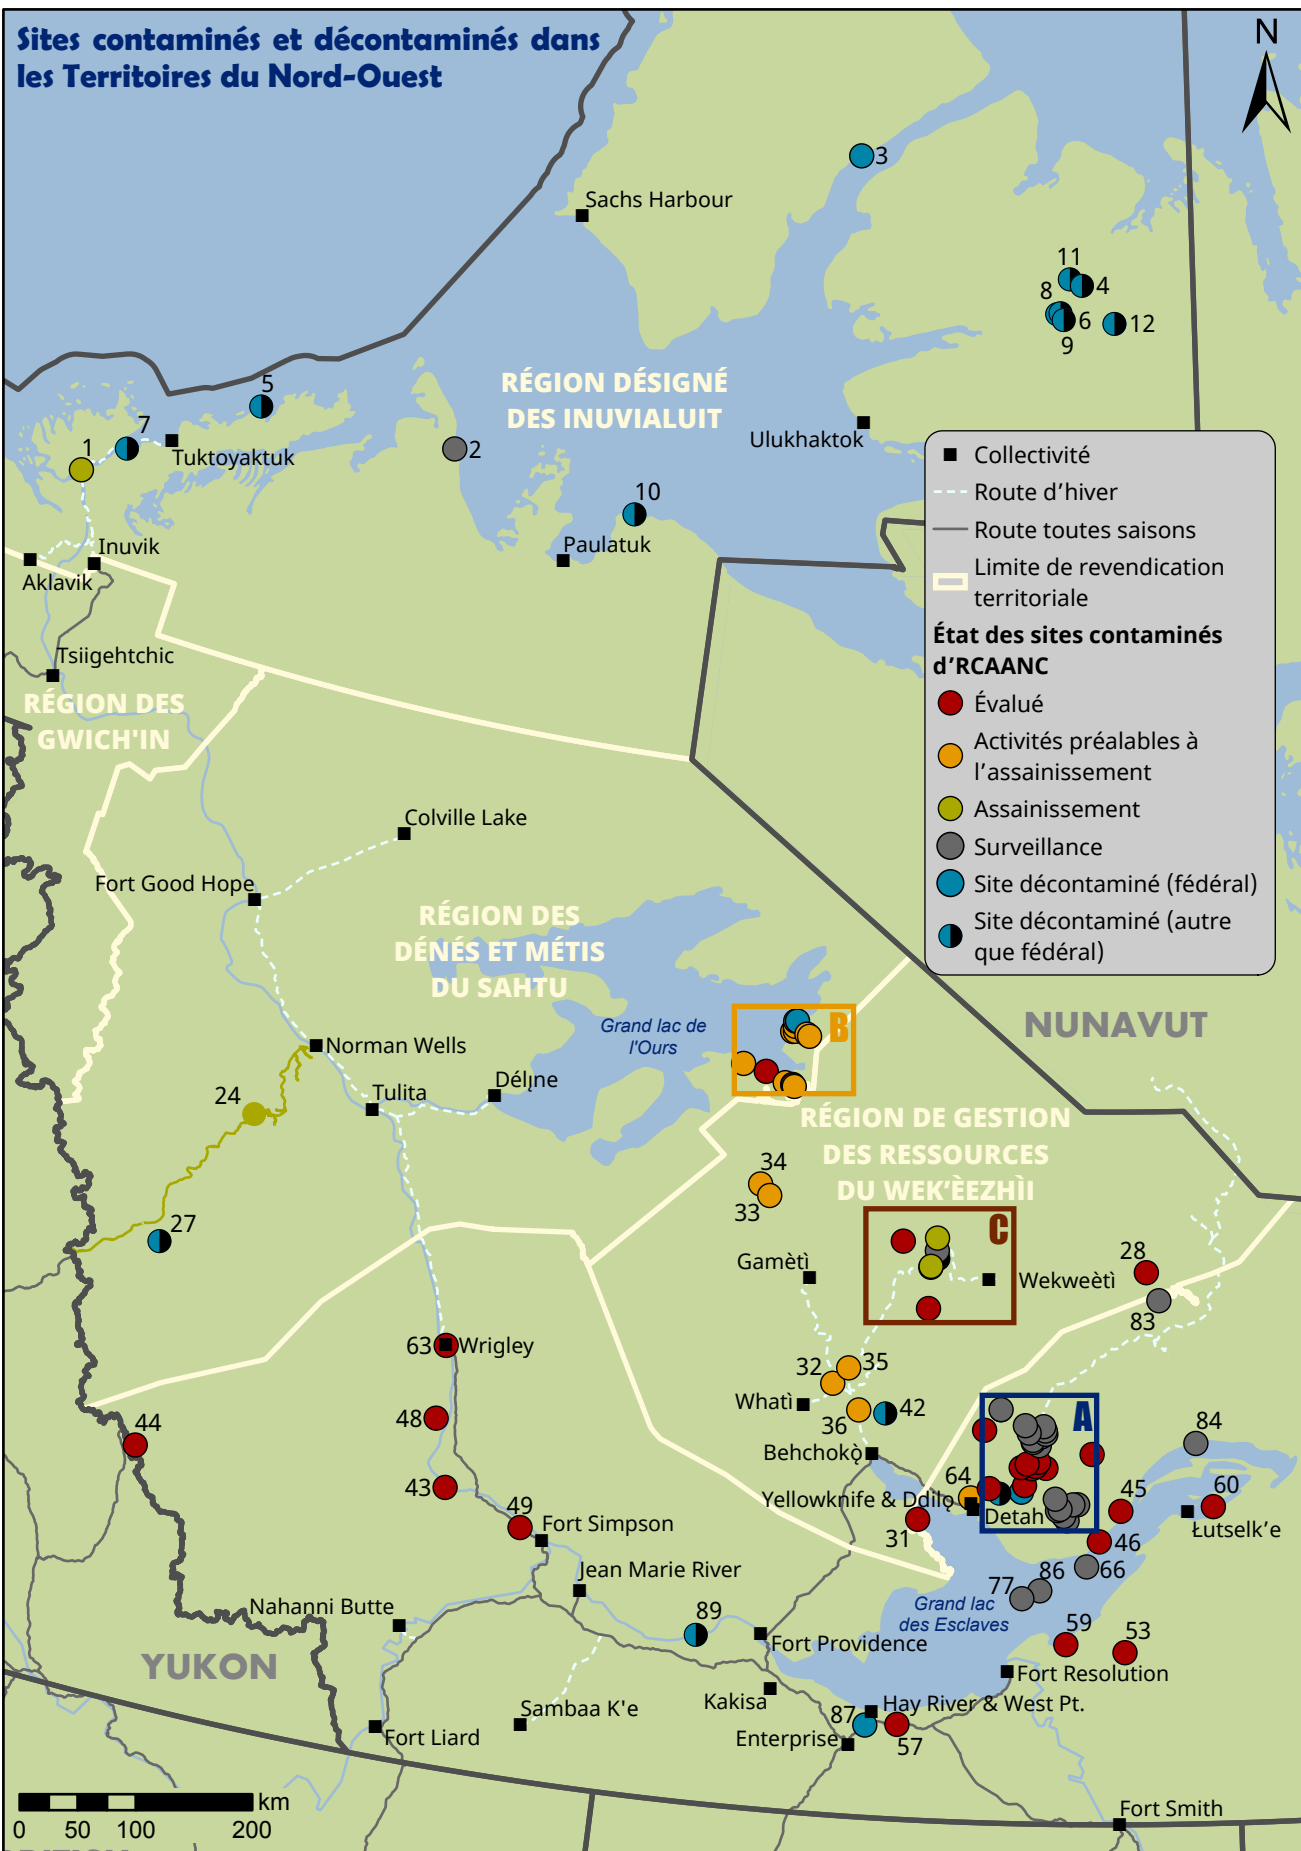 Sites contaminés et décontaminés dans
les Territoires du Nord-Ouest
N
3
Sachs Harbour
11
4
8
6
12
9
RÉGION DÉSIGNÉ
DES INUVIALUIT
5
7
1
Tuktoyaktuk
2
Ulukhaktok
10
Paulatuk
Inuvik
Aklavik
Tsiigehtchic
RÉGION DES
GWICH'IN
Collectivité
Route d’hiver
Route toutes saisons
Limite de revendication
territoriale
État des sites contaminés
d’RCAANC
Évalué
Activités préalables à
l’assainissement
Assainissement
Surveillance
Site décontaminé (fédéral)
Site décontaminé (autre
que fédéral)
Colville Lake
Fort Good Hope
RÉGION DES
DÉNÉS ET MÉTIS
DU SAHTU
Grand lac de
l'Ours
B
NUNAVUT
Norman Wells
Délı̨ne
Tulita
24
27
RÉGION DE GESTION
DES RESSOURCES
DU WEK’ÈEZHÌI
34
33
C
Gamètì
Wekweètì
28
83
63
Wrigley
32
35
Whatì
36
42
A
84
44
48
43
Behchokǫ̀
64
Yellowknife & Ddilǫ
Detah
31
45
60
Łutselk’e
46
49
Fort Simpson
66
86
77
Jean Marie River
Grand lac
des Esclaves
Nahanni Butte
89
59
53
Fort Providence
Fort Resolution
YUKON
Kakisa
Sambaa K'e
Hay River & West Pt.
87
57
Enterprise
Fort Liard
km
0
50
100
200
Fort Smith